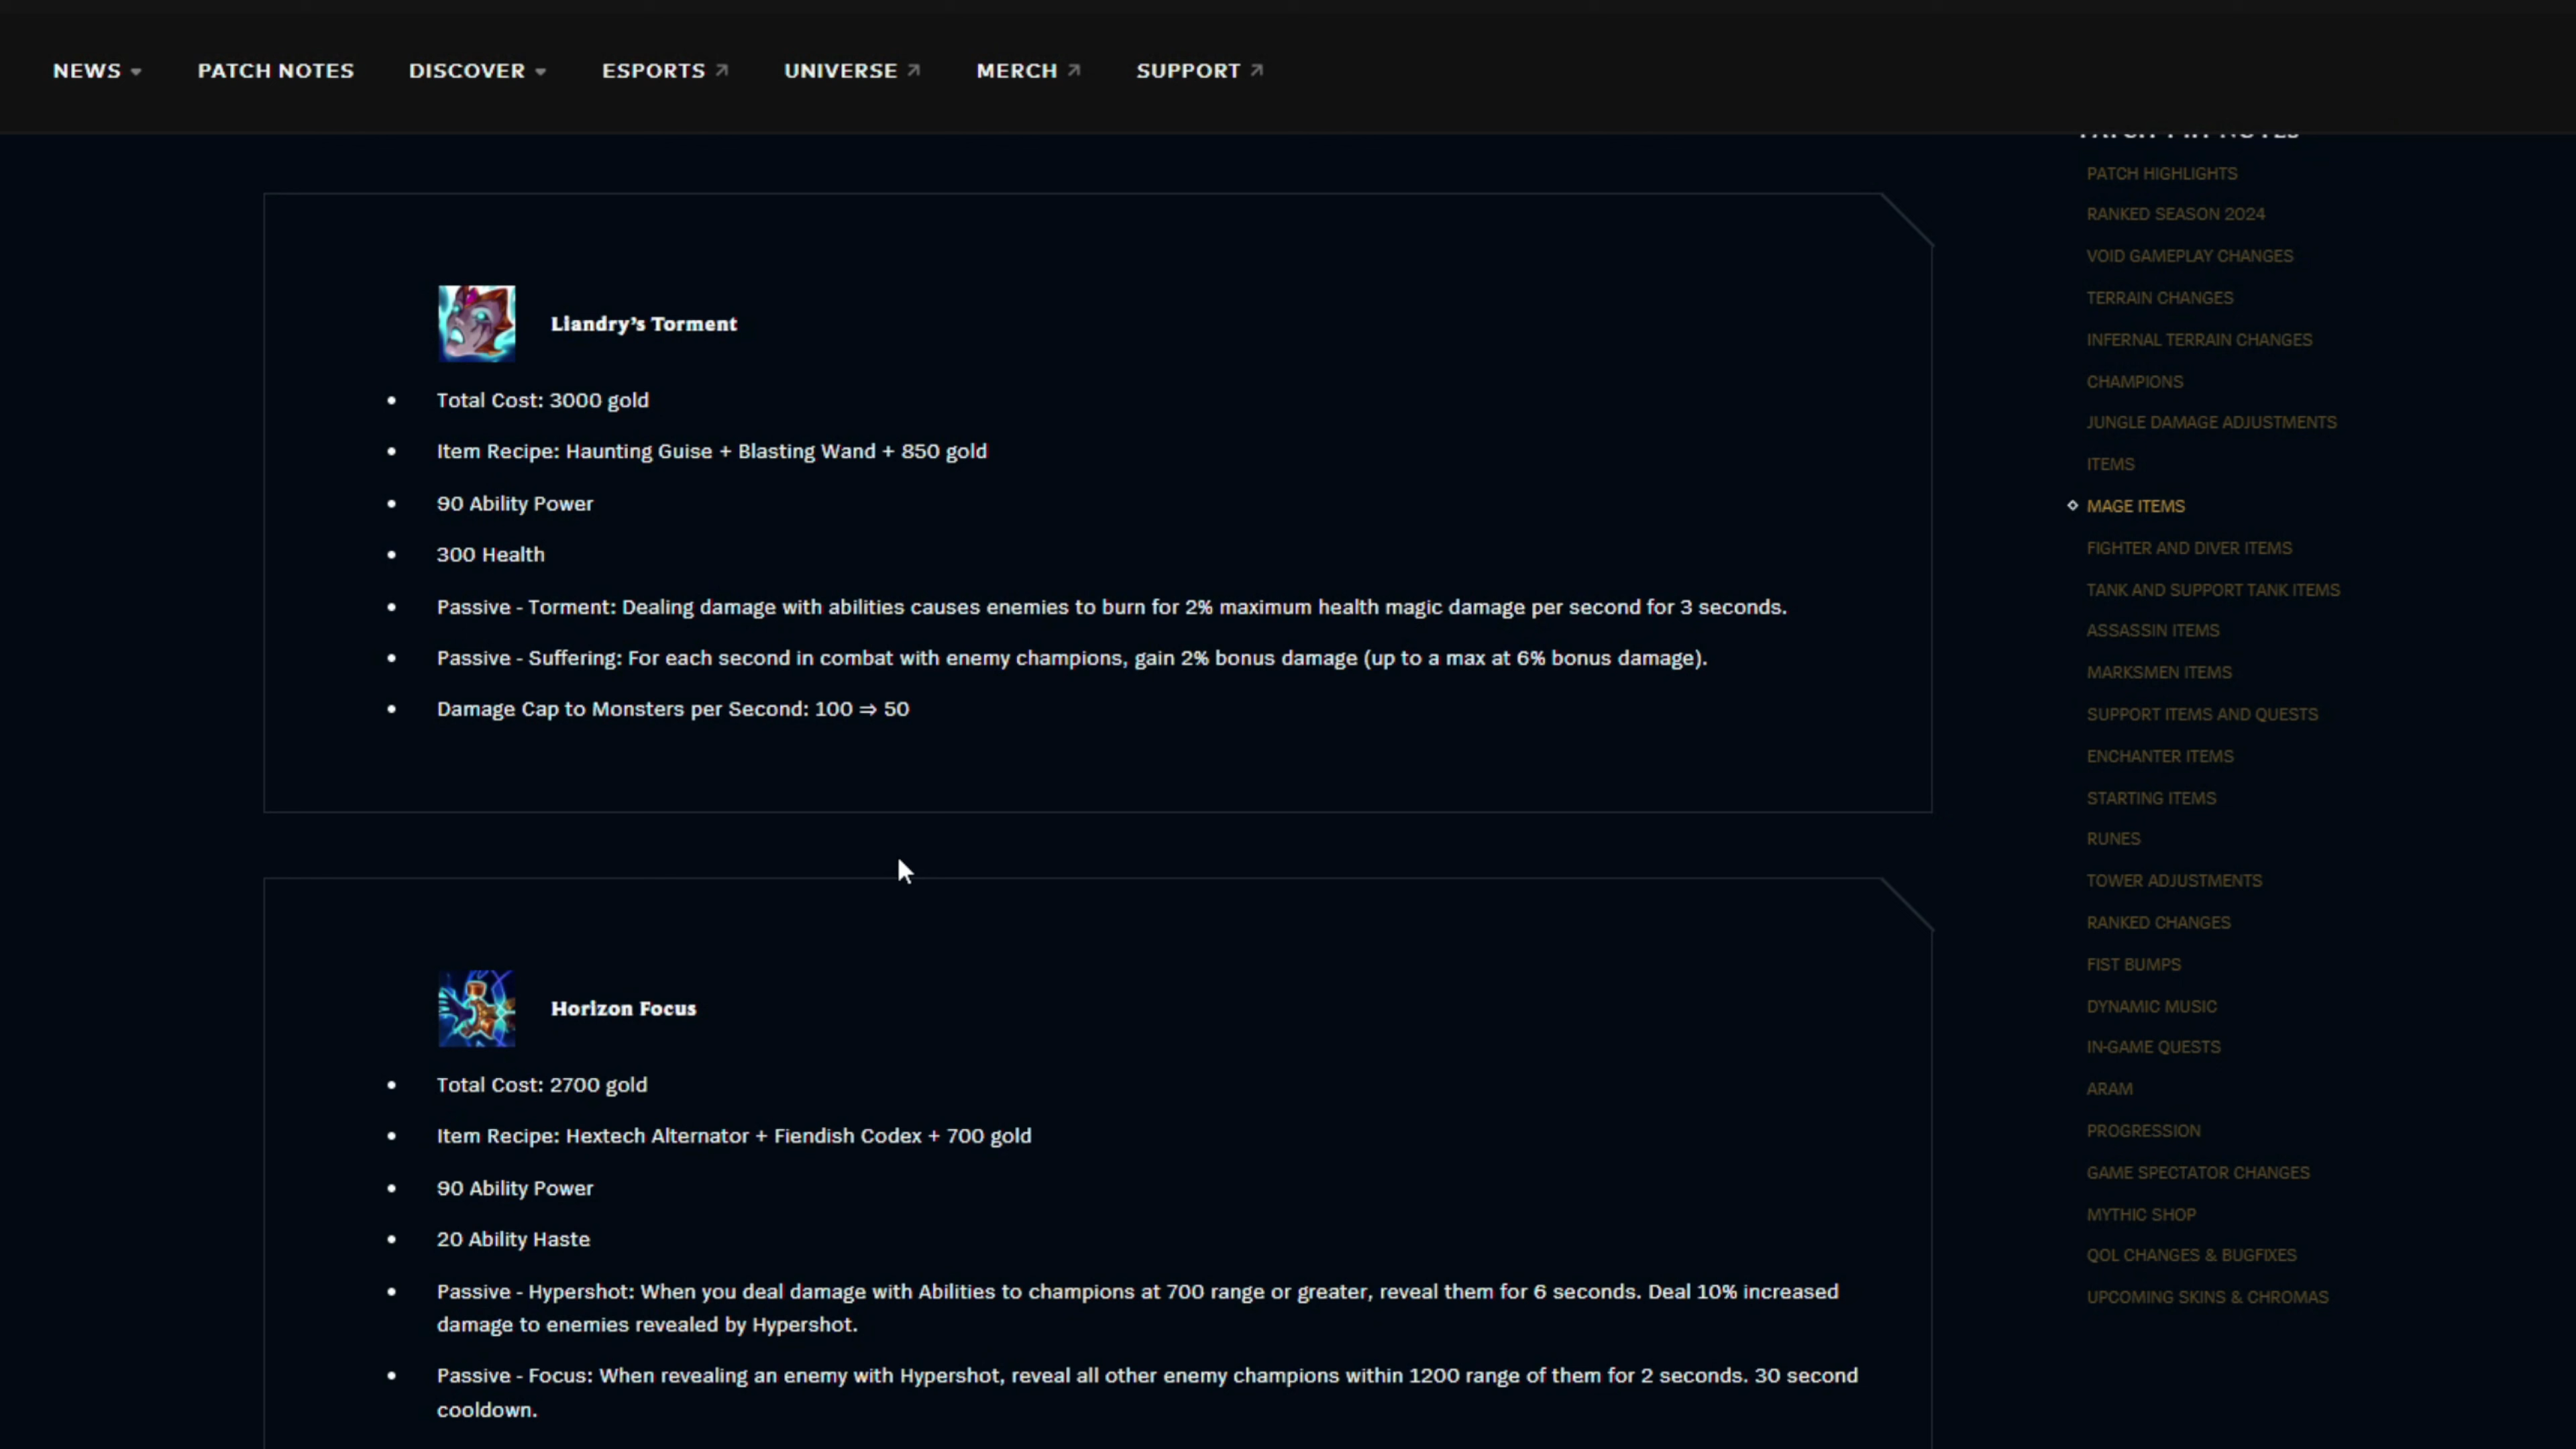 NEWS
PATCH NOTES
DISCOVER
ESPORTS
UNIVERSE
MERCH
SUPPORT
Liandry's Torment
• Total Cost: 3000 gold
• Item Recipe: Haunting Guise + Blasting Wand + 850 gold
• 90 Ability Power
• 300 Health
• Passive - Torment: Dealing damage with abilities causes enemies to burn for 2% maximum health magic damage per second for 3 seconds.
• Passive - Suffering: For each second in combat with enemy champions, gain 2% bonus damage (up to a max at 6% bonus damage).
• Damage Cap to Monsters per Second: 100 ⇒ 50
Horizon Focus
• Total Cost: 2700 gold
• Item Recipe: Hextech Alternator + Fiendish Codex + 700 gold
• 90 Ability Power
• 20 Ability Haste
• Passive - Hypershot: When you deal damage with Abilities to champions at 700 range or greater, reveal them for 6 seconds. Deal 10% increased
damage to enemies revealed by Hypershot.
• Passive - Focus: When revealing an enemy with Hypershot, reveal all other enemy champions within 1200 range of them for 2 seconds. 30 second
cooldown.
PATCH HIGHLIGHTS
RANKED SEASON 2024
VOID GAMEPLAY CHANGES
TERRAIN CHANGES
INFERNAL TERRAIN CHANGES
CHAMPIONS
JUNGLE DAMAGE ADJUSTMENTS
ITEMS
MAGE ITEMS
FIGHTER AND DIVER ITEMS
TANK AND SUPPORT TANK ITEMS
ASSASSIN ITEMS
MARKSMEN ITEMS
SUPPORT ITEMS AND QUESTS
ENCHANTER ITEMS
STARTING ITEMS
RUNES
TOWER ADJUSTMENTS
RANKED CHANGES
FIST BUMPS
DYNAMIC MUSIC
IN-GAME QUESTS
ARAM
PROGRESSION
GAME SPECTATOR CHANGES
MYTHIC SHOP
QOL CHANGES & BUGFIXES
UPCOMING SKINS & CHROMAS